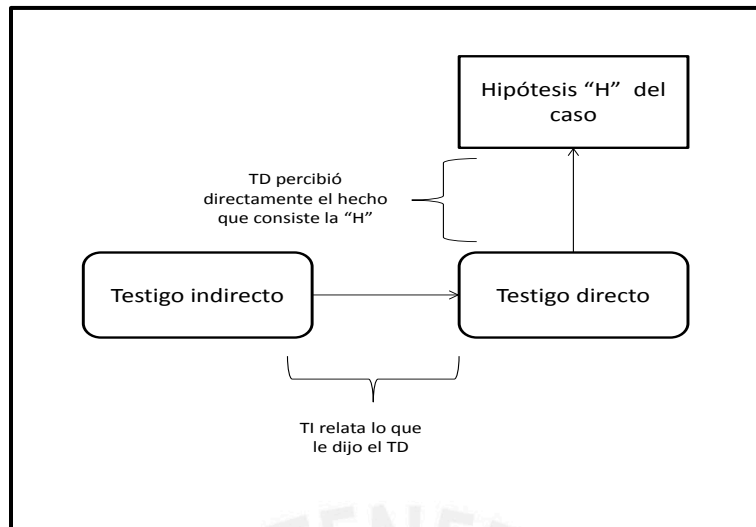 Hipótesis “H” del
caso
TD percibió
directamente el hecho
que consiste la “H”
Testigo indirecto
Testigo directo
TI relata lo que
le dijo el TD
TENEB